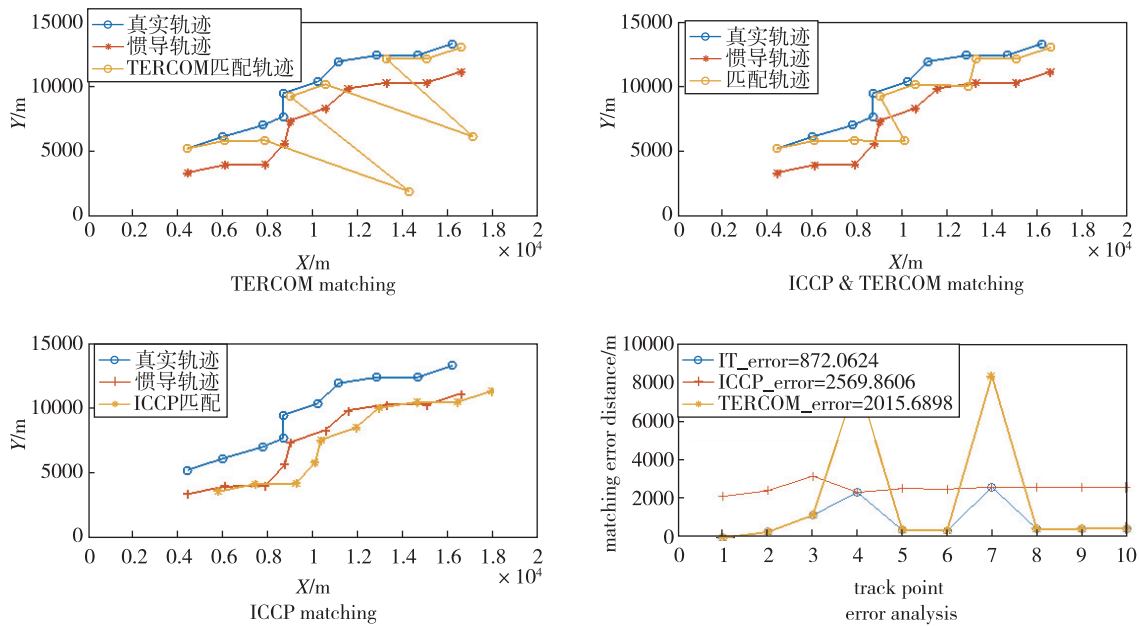 15000
10000
5000
0
Y/m
真实轨迹
惯导轨迹
TERCOM匹配轨迹
0 0.2 0.4 0.6 0.8 1 1.2 1.4 1.6 1.8 2
× 10⁴
X/m
TERCOM matching
15000
10000
5000
0
Y/m
真实轨迹
惯导轨迹
匹配轨迹
0 0.2 0.4 0.6 0.8 1 1.2 1.4 1.6 1.8 2
× 10⁴
X/m
ICCP & TERCOM matching
15000
10000
5000
0
Y/m
真实轨迹
惯导轨迹
ICCP匹配
0 0.2 0.4 0.6 0.8 1 1.2 1.4 1.6 1.8 2
× 10⁴
X/m
ICCP matching
10000
8000
6000
4000
2000
0
matching error distance/m
IT_error=872.0624
ICCP_error=2569.8606
TERCOM_error=2015.6898
0 1 2 3 4 5 6 7 8 9 10
track point
error analysis